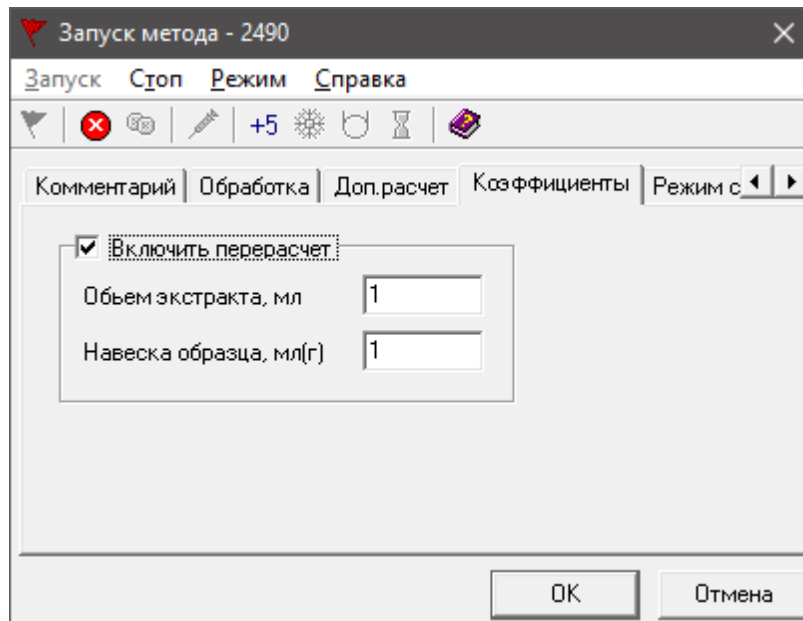 Запуск метода - 2490
Запуск Стоп Режим Справка
+5
Комментарий Обработка Доп.расчет Коэффициенты Режим с
Включить перерасчет
Обьем экстракта, мл 1
Навеска образца, мл(г) 1
OK Отмена